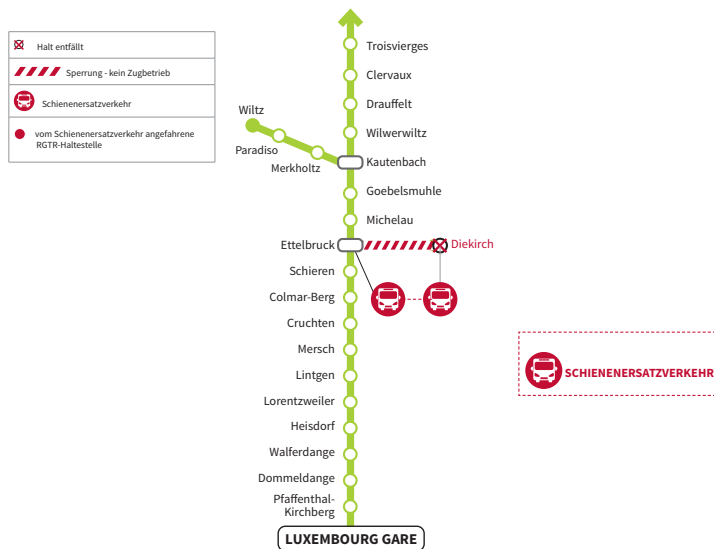 Halt entfällt
Sperrung - kein Zugbetrieb
Schienenersatzverkehr
vom Schienenersatzverkehr angefahrene
RGTR-Haltestelle
Troisvierges
Clervaux
Drauffelt
Wilwerwiltz
Wiltz
Paradiso
Merkholtz
Kautenbach
Goebelsmuhle
Michelau
Ettelbruck
Diekirch
Schieren
Colmar-Berg
Cruchten
Mersch
Lintgen
Lorentzweiler
Heisdorf
Walferdange
Dommeldange
Pfaffenthal-
Kirchberg
LUXEMBOURG GARE
SCHIENENERSATZVERKEHR